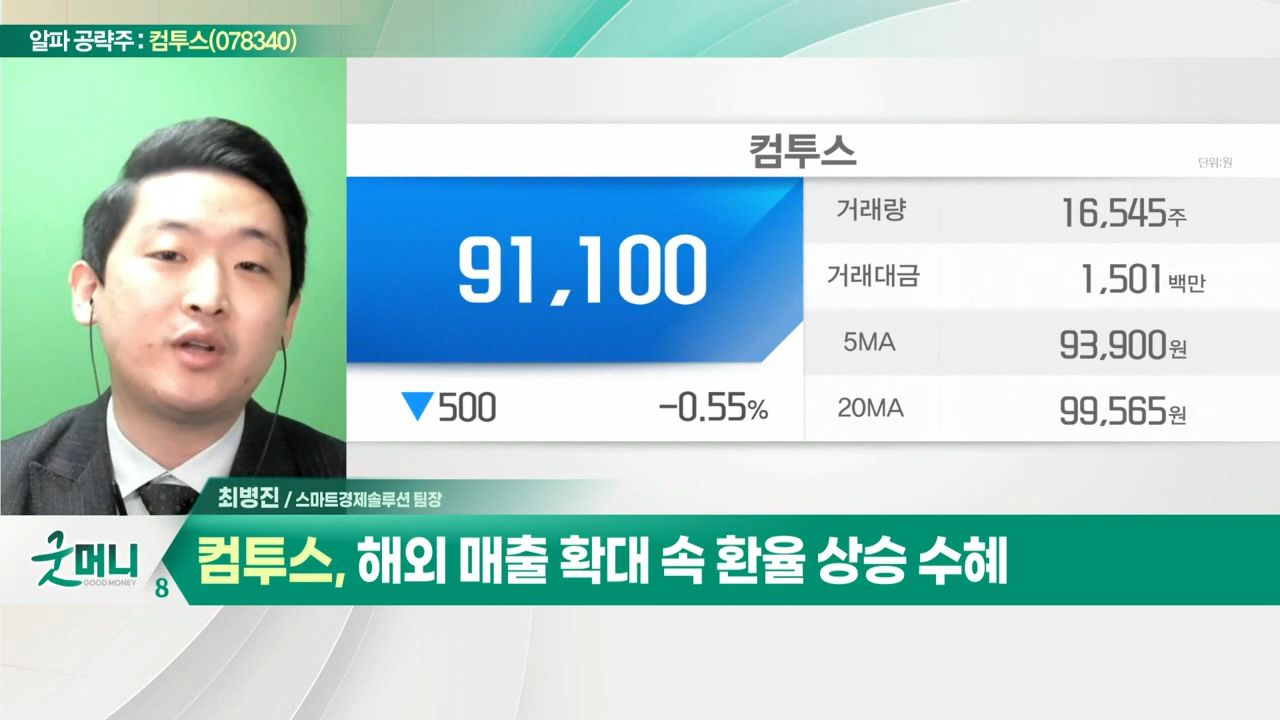 알파 공략주 : 컴투스(078340)
컴투스
단위:원
91,100
▼500 -0.55%
거래량 16,545주
거래대금 1,501백만
5MA 93,900원
20MA 99,565원
최병진 / 스마트경제솔루션 팀장
굿머니
GOOD MONEY
8
컴투스, 해외 매출 확대 속 환율 상승 수혜